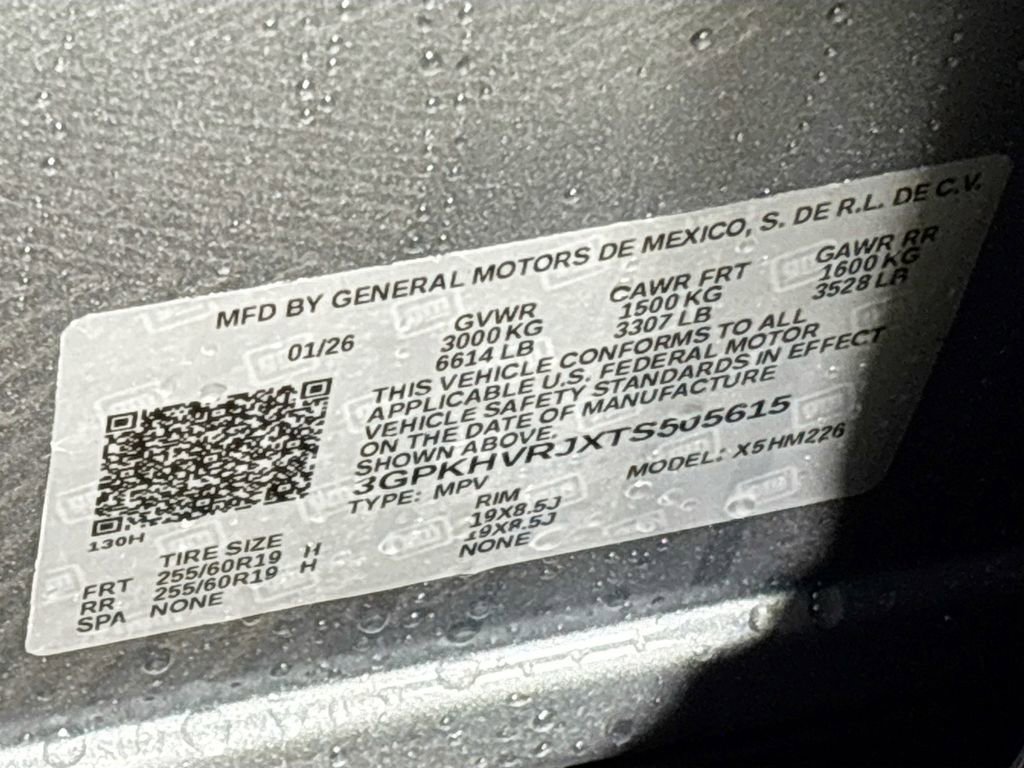 MFD BY GENERAL MOTORS DE MEXICO, S. DE R.L. DE C.V.
01/26 GVWR CAWR FRT GAWR RR
3000 KG 1500 KG 1600 KG
6614 LB 3307 LB 3528 LB
THIS VEHICLE CONFORMS TO ALL
APPLICABLE U.S. FEDERAL MOTOR
VEHICLE SAFETY STANDARDS IN EFFECT
ON THE DATE OF MANUFACTURE
SHOWN ABOVE.
3GPKHVRJXTS505615
TYPE: MPV MODEL: X5HM226
130H
TIRE SIZE RIM
FRT 255/60R19 H 19X8.5J
RR 255/60R19 H 19X8.5J
SPA NONE NONE